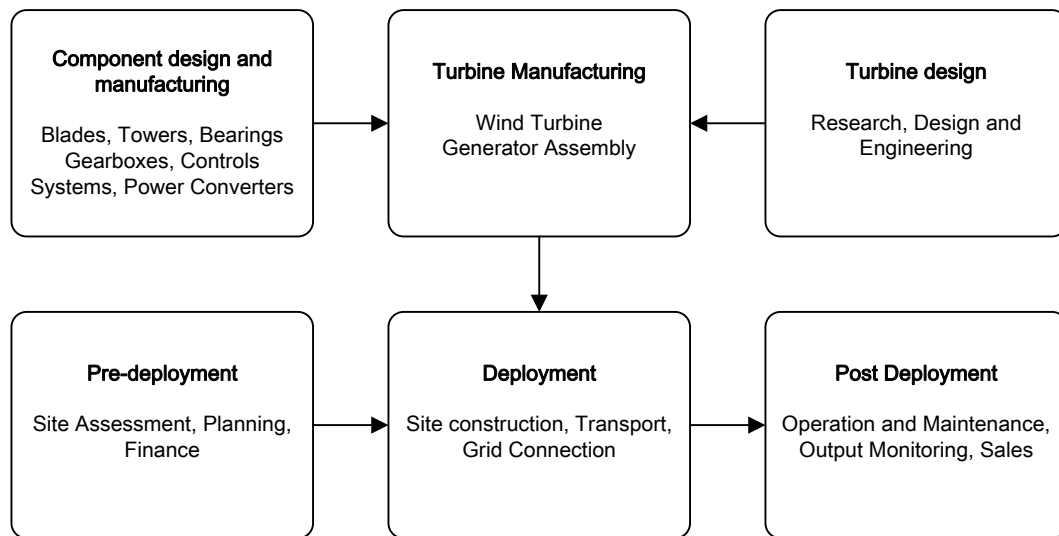 Component design and
manufacturing
Blades, Towers, Bearings
Gearboxes, Controls
Systems, Power Converters
Turbine Manufacturing
Wind Turbine
Generator Assembly
Turbine design
Research, Design and
Engineering
Pre-deployment
Site Assessment, Planning,
Finance
Deployment
Site construction, Transport,
Grid Connection
Post Deployment
Operation and Maintenance,
Output Monitoring, Sales